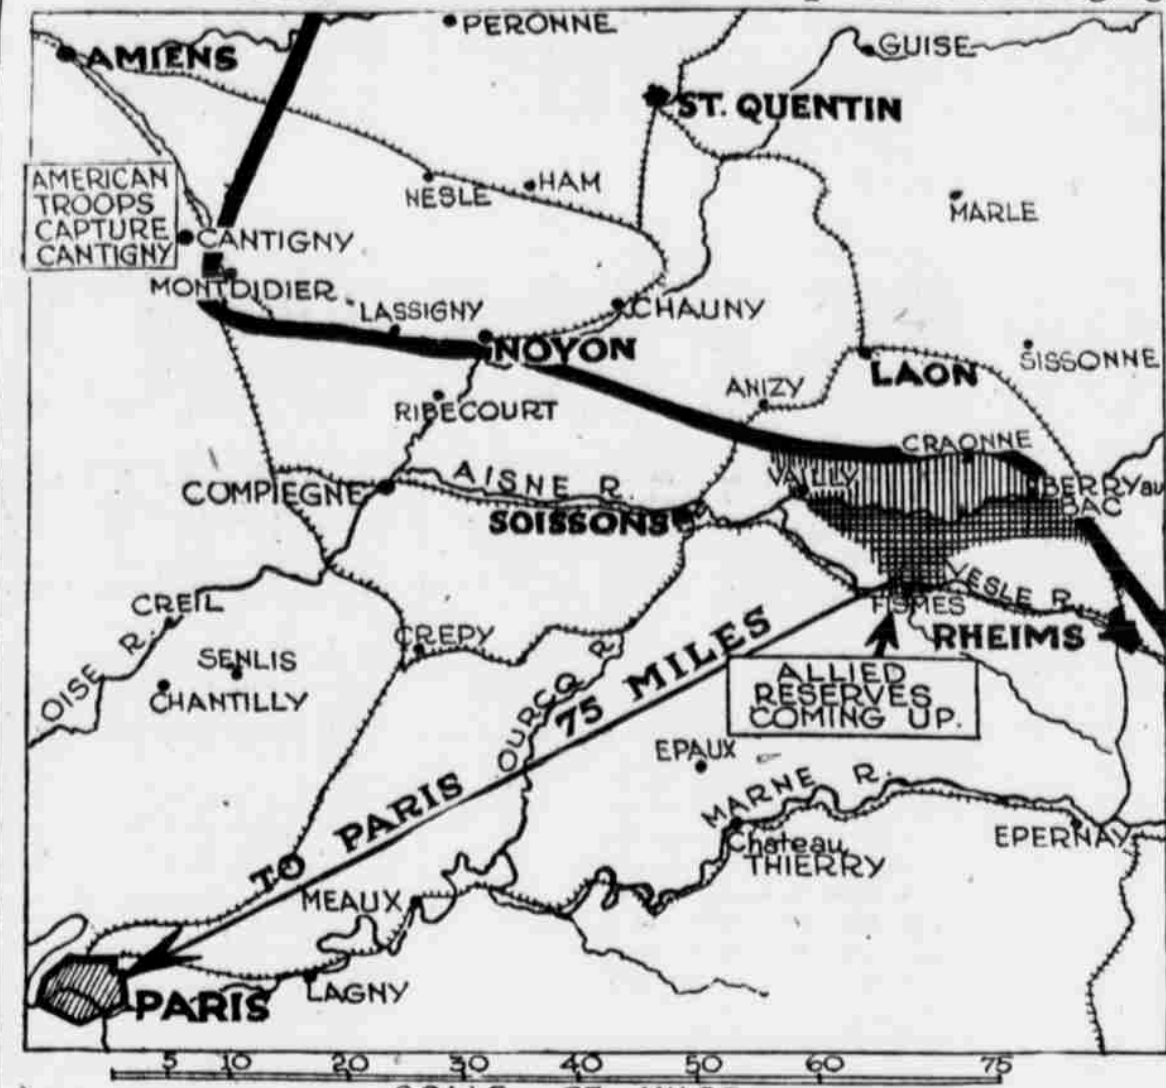 PERONNE
GUISE
AMIENS
ST. QUENTIN
AMERICAN
TROOPS
CAPTURE
CANTIGNY
NESLE
HAM
MARLE
CANTIGNY
MONTDIDIER
LASSIGNY
CHAUNY
NOYON
LAON
SISSONNE
ANIZY
RIBECOURT
CRAONNE
AISNE R.
VAILLY
BERRY au
BAC
COMPIEGNE
SOISSONS
VESLE R.
FISMES
RHEIMS
CREIL
CREPY
SENLIS
CHANTILLY
OISE R.
OURCQ R.
TO PARIS 75 MILES
ALLIED
RESERVES
COMING UP.
EPAUX
MARNE R.
Chateau
THIERRY
EPERNAY
MEAUX
LAGNY
PARIS
5 10 20 30 40 50 60 75